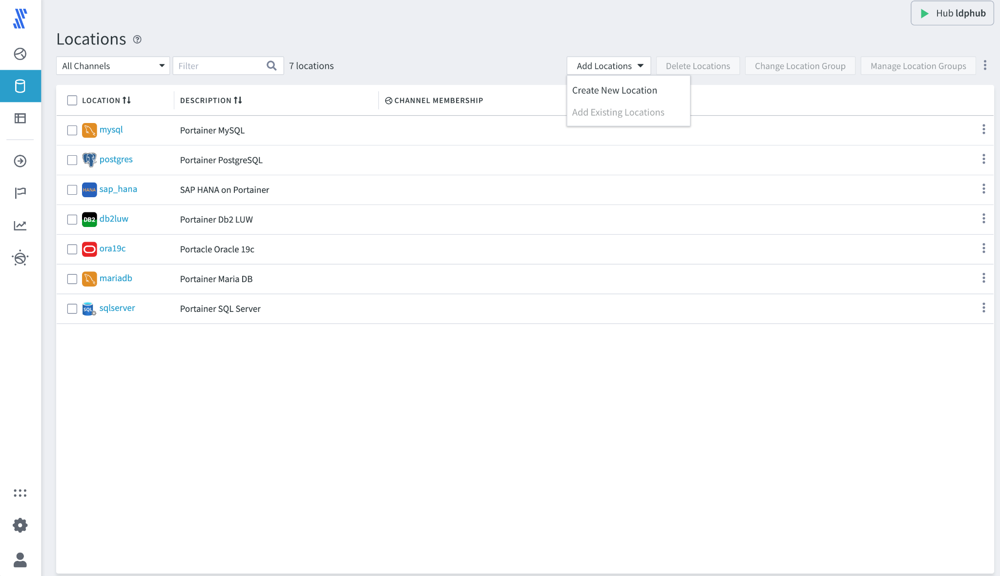 Hub ldphub
Locations
All Channels
Filter
7 locations
Add Locations
Delete Locations
Change Location Group
Manage Location Groups
Create New Location
Add Existing Locations
LOCATION
DESCRIPTION
CHANNEL MEMBERSHIP
mysql
Portainer MySQL
postgres
Portainer PostgreSQL
HANA
sap_hana
SAP HANA on Portainer
DB2
db2luw
Portainer Db2 LUW
ora19c
Portacle Oracle 19c
mariadb
Portainer Maria DB
SQL
sqlserver
Portainer SQL Server